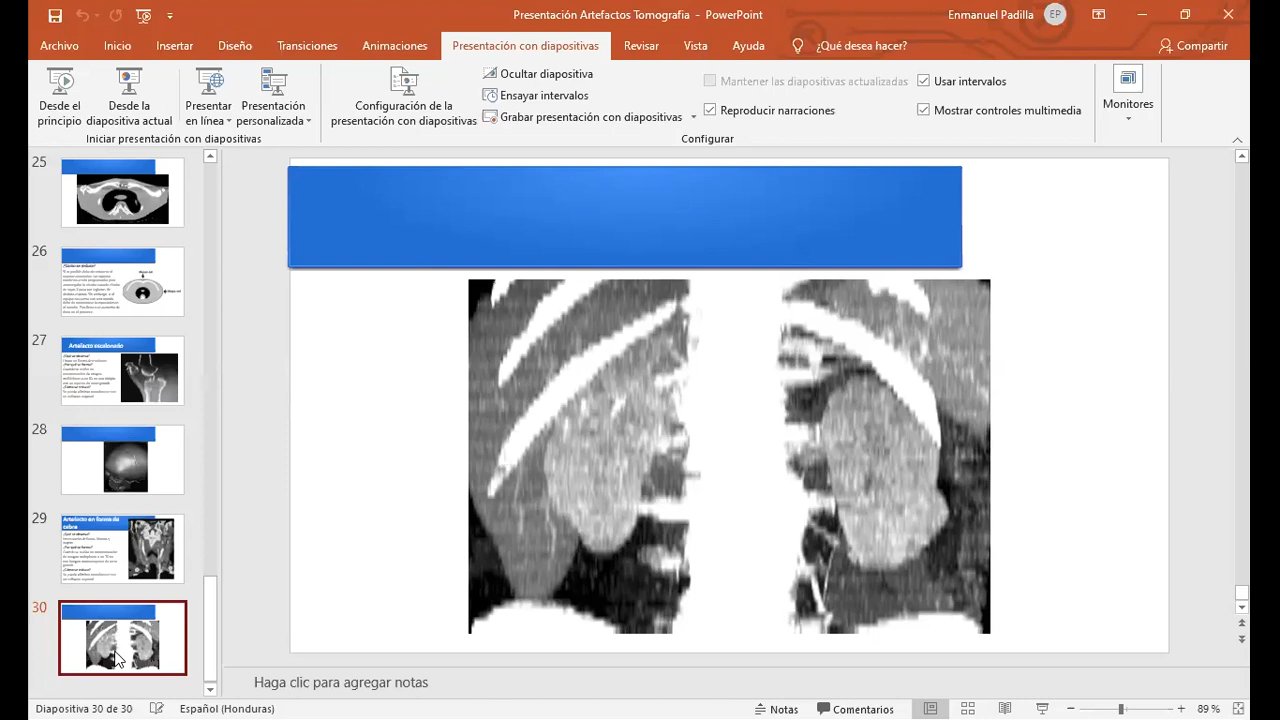 Presentación Artefactos Tomografia - PowerPoint
Enmanuel Padilla
EP
Archivo
Inicio
Insertar
Diseño
Transiciones
Animaciones
Presentación con diapositivas
Revisar
Vista
Ayuda
¿Qué desea hacer?
Compartir
Desde el
principio
Desde la
diapositiva actual
Presentar
en línea
Presentación
personalizada
Iniciar presentación con diapositivas
Configuración de la
presentación con diapositivas
Ocultar diapositiva
Ensayar intervalos
Grabar presentación con diapositivas
Mantener las diapositivas actualizadas
Reproducir narraciones
Usar intervalos
Mostrar controles multimedia
Configurar
Monitores
25
26
27
Artefacto escalonado
28
29
Artefacto en forma de
cebra
30
Haga clic para agregar notas
Diapositiva 30 de 30
Español (Honduras)
Notas
Comentarios
89 %